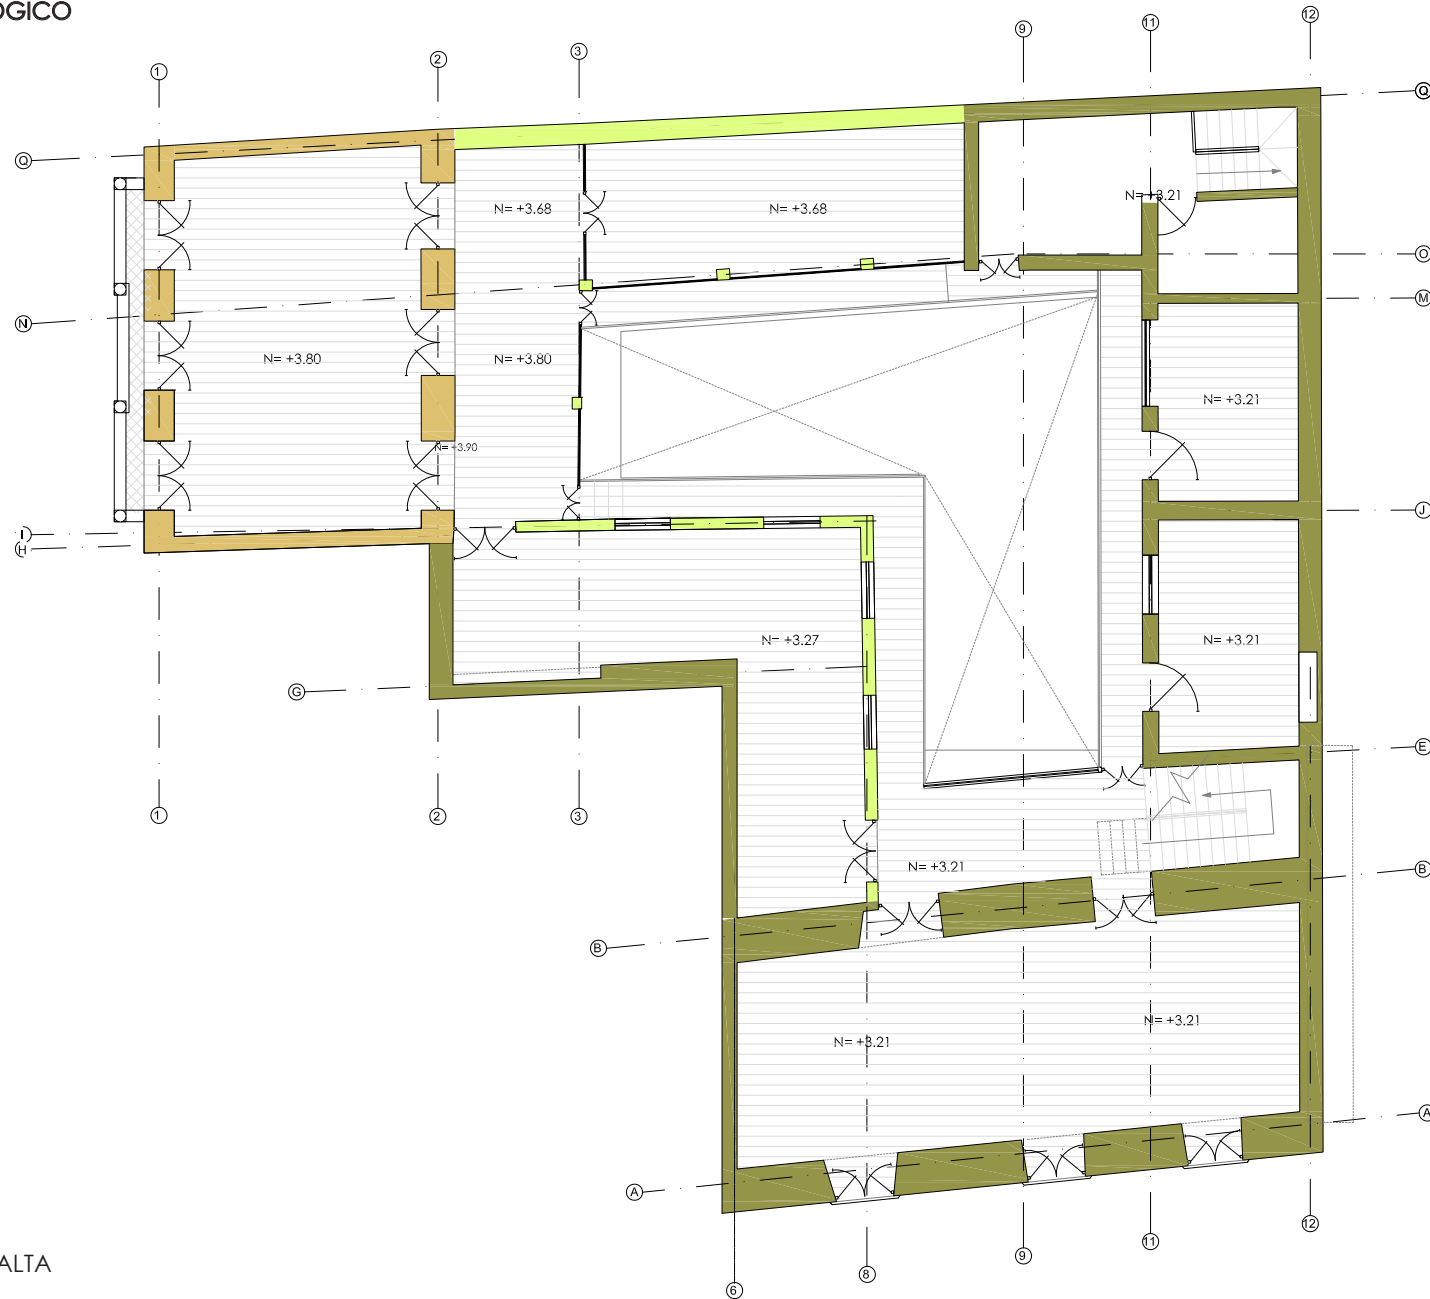 OGICO
12
11
9
3
2
1
Q
Q
N= +3.21
N= +3.68
N= +3.68
O
M
N
N= +3.80
N= +3.80
N= +3.21
N= +3.90
J
I
H
N= +3.27
N= +3.21
G
E
1
2
3
N= +3.21
B
B
N= +3.21
N= +3.21
A
A
12
11
9
8
6
ALTA